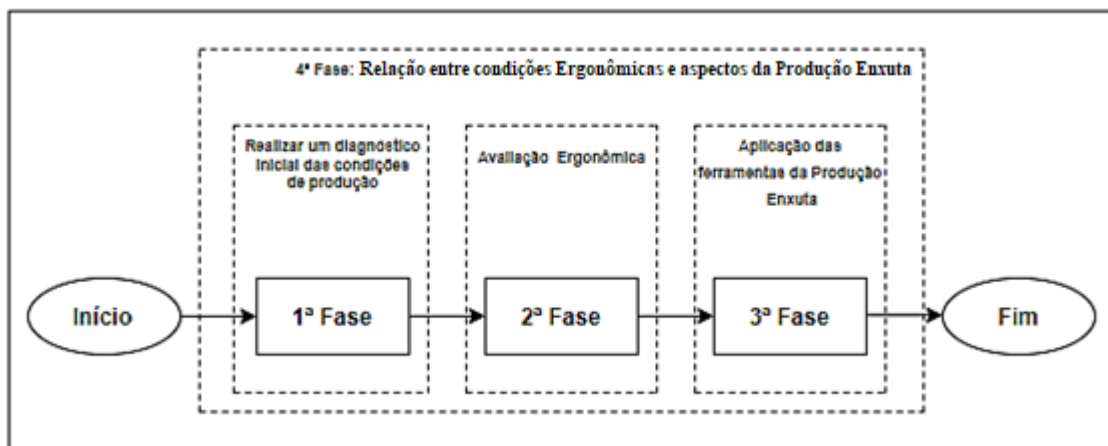 4ª Fase: Relação entre condições Ergonômicas e aspectos da Produção Enxuta
Realizar um diagnóstico
inicial das condições
de produção
Avaliação Ergonômica
Aplicação das
ferramentas da Produção
Enxuta
Início
1ª Fase
2ª Fase
3ª Fase
Fim